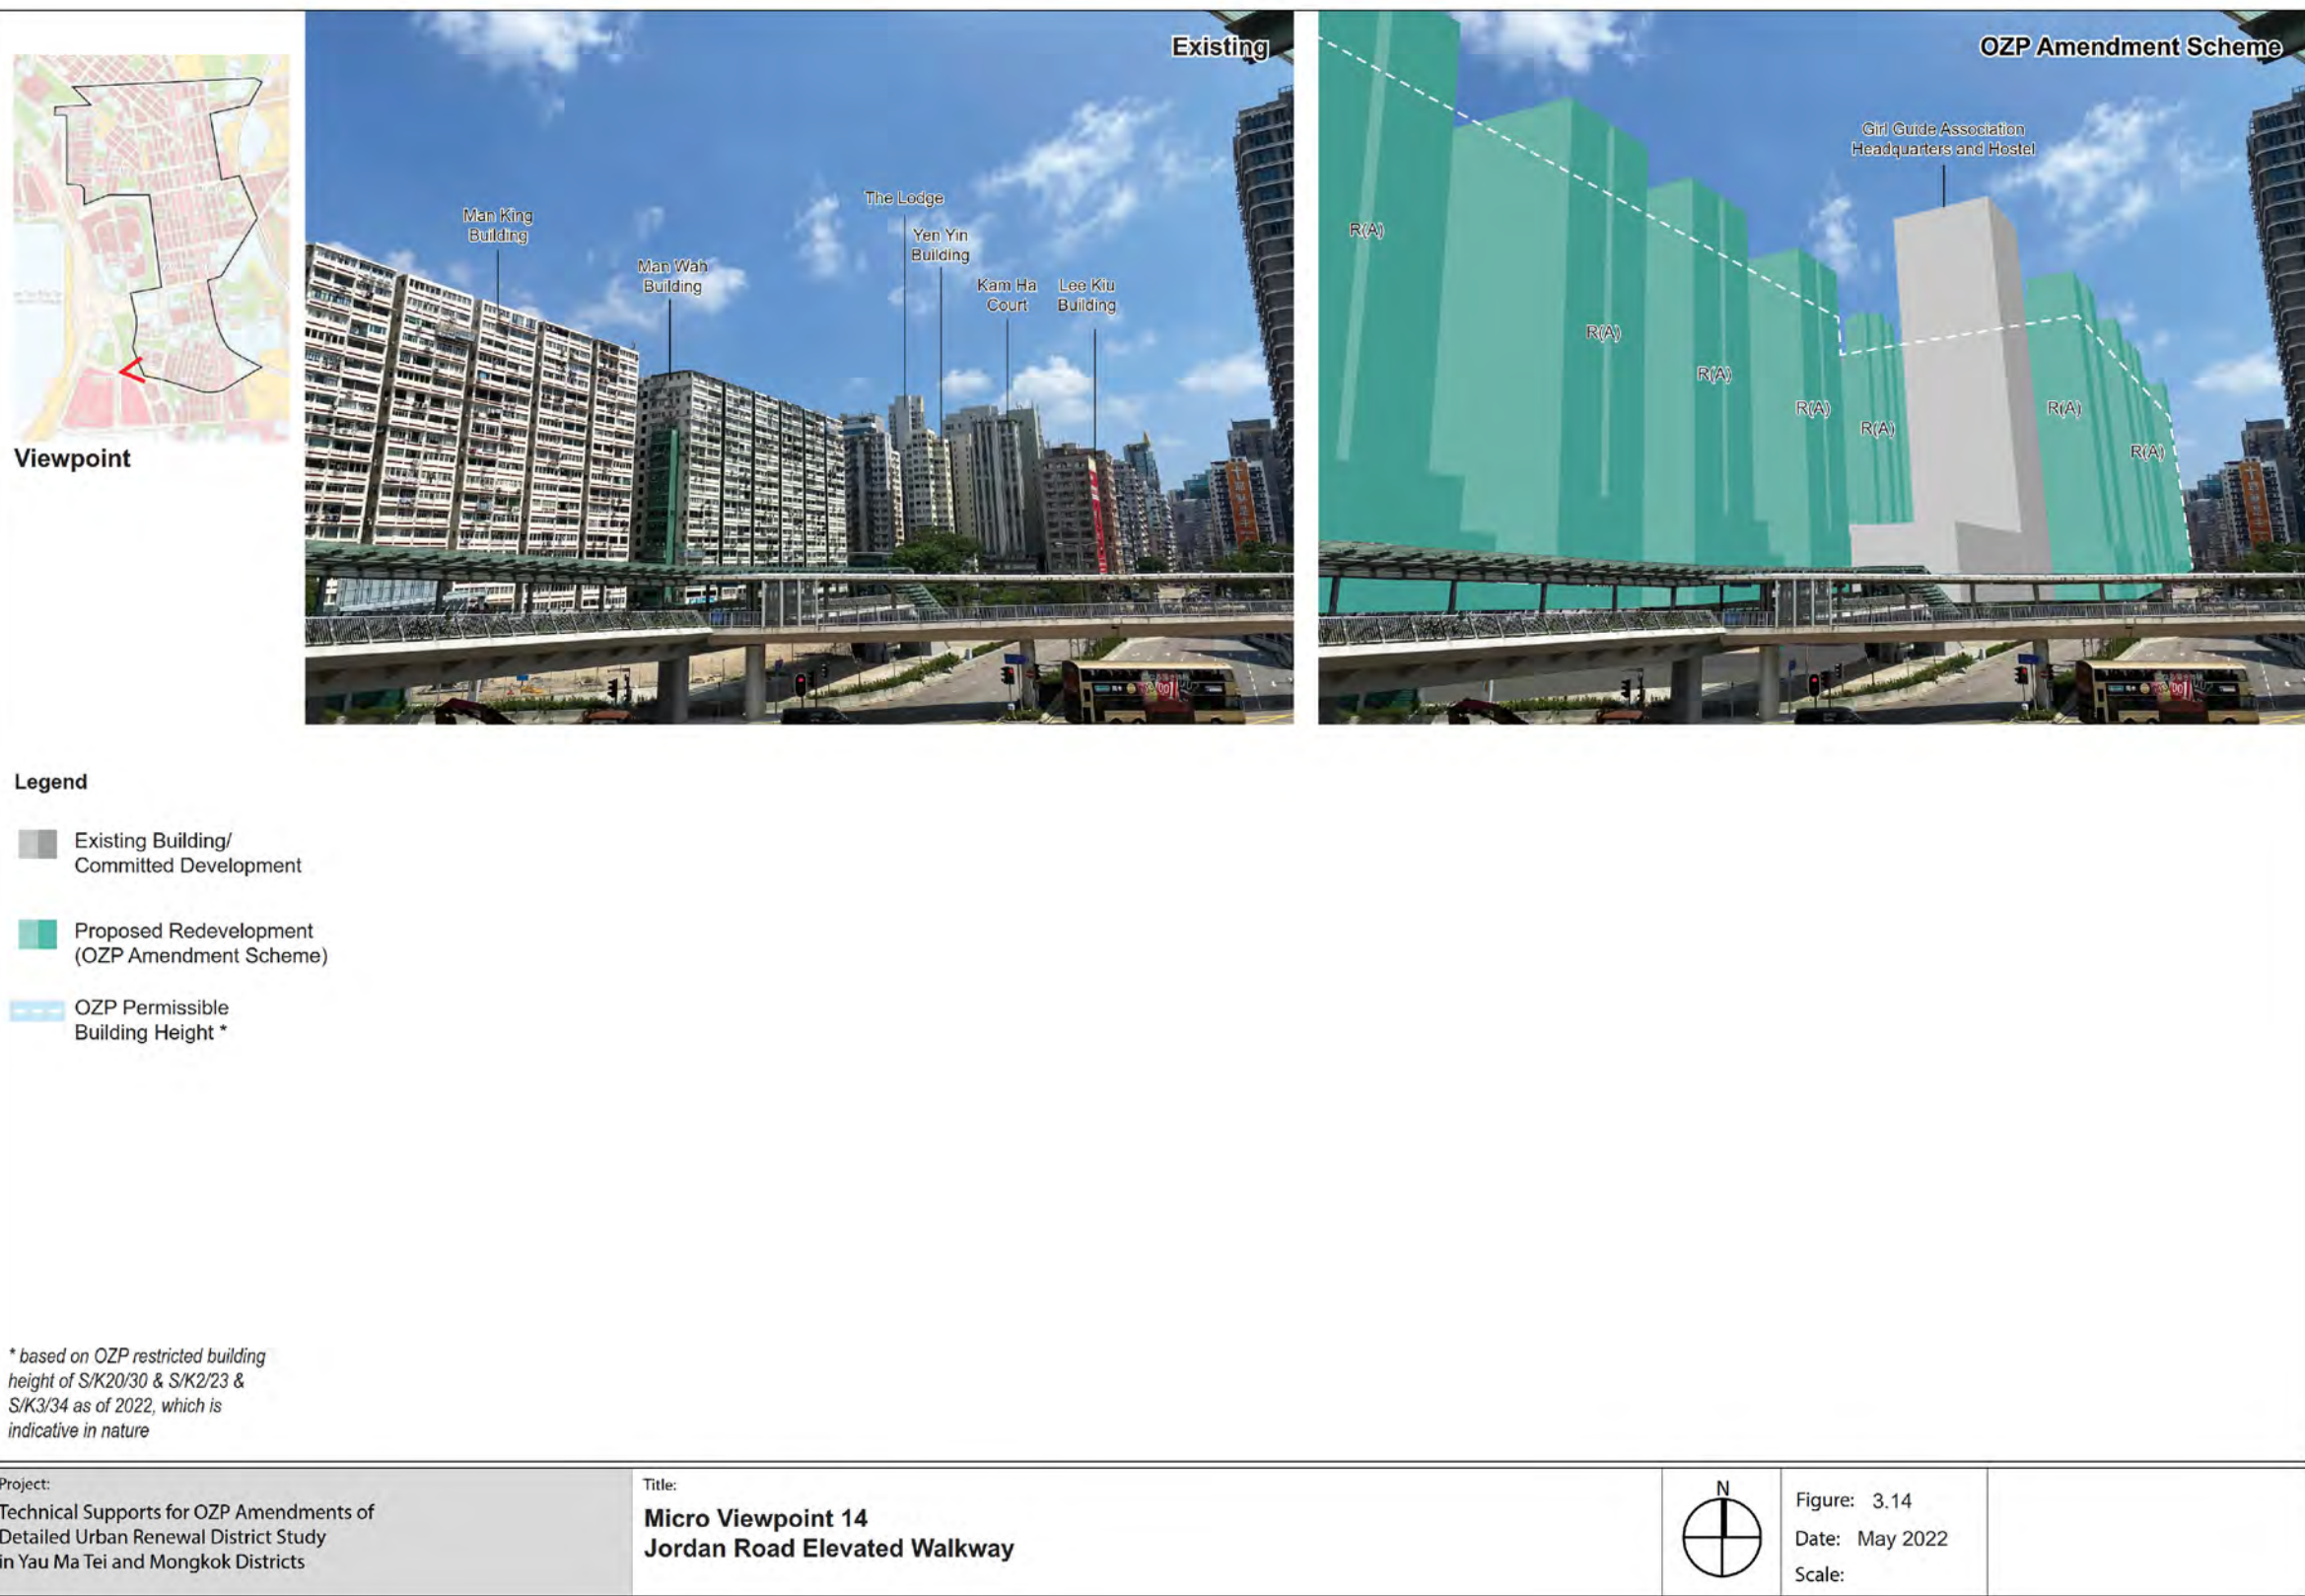 Existing
OZP Amendment Scheme
Man King
Building
Man Wah
Building
The Lodge
Yen Yin
Building
Kam Ha
Court
Lee Kiu
Building
Girl Guide Association
Headquarters and Hostel
R(A)
R(A)
R(A)
R(A)
R(A)
R(A)
R(A)
Viewpoint
Legend
Existing Building/
Committed Development
Proposed Redevelopment
(OZP Amendment Scheme)
OZP Permissible
Building Height *
* based on OZP restricted building
height of S/K20/30 & S/K2/23 &
S/K3/34 as of 2022, which is
indicative in nature
Project:
Technical Supports for OZP Amendments of
Detailed Urban Renewal District Study
in Yau Ma Tei and Mongkok Districts
Title:
Micro Viewpoint 14
Jordan Road Elevated Walkway
N
Figure: 3.14
Date: May 2022
Scale: